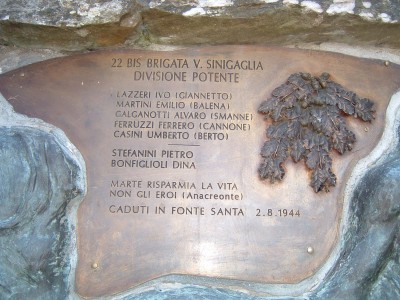 22 BIS BRIGATA V. SINIGAGLIA
DIVISIONE POTENTE
LAZZERI IVO (GIANNETTO)
MARTINI EMILIO (BALENA)
GALGANOTTI ALVARO (SMANNE)
FERRUZZI FERRERO (CANNONE)
CASINI UMBERTO (BERTO)
STEFANINI PIETRO
BONFIGLIOLI DINA
MARTE RISPARMIA LA VITA
NON GLI EROI (Anacreonte)
CADUTI IN FONTE SANTA 2.8.1944